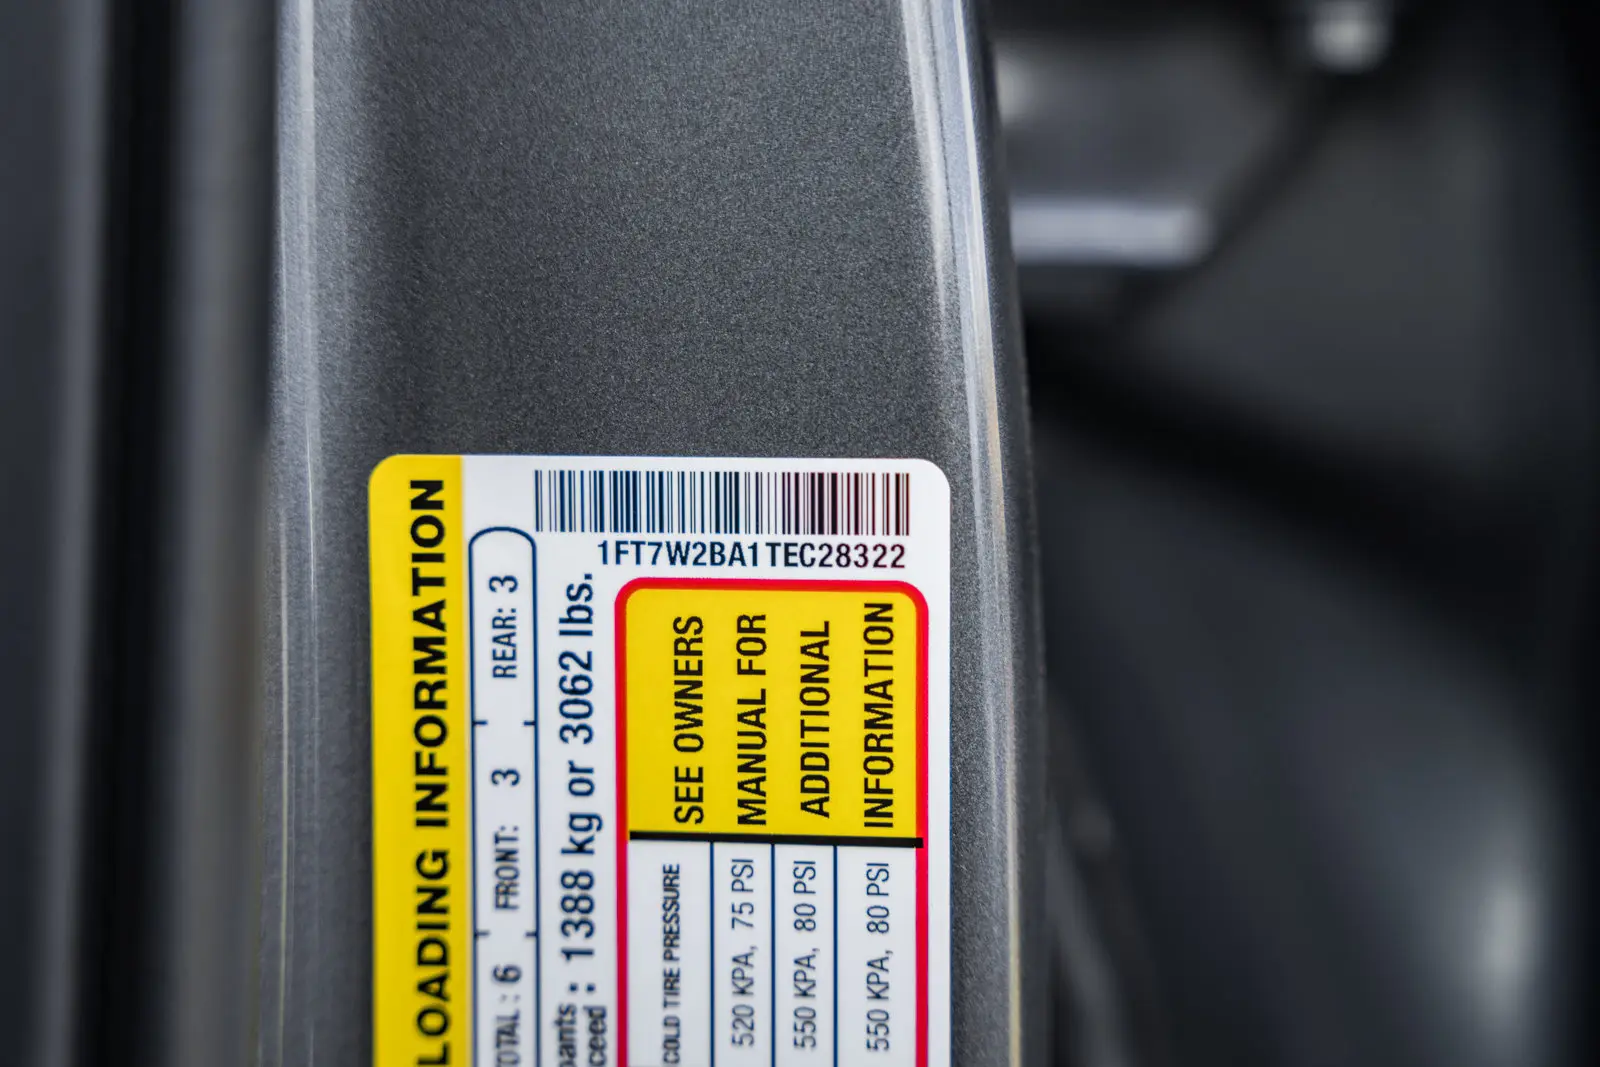 1FT7W2BA1TEC28322
LOADING INFORMATION
: 6 FRONT: 3 REAR: 3
: 1388 kg or 3062 lbs.
COLD TIRE PRESSURE
520 KPA, 75 PSI
550 KPA, 80 PSI
550 KPA, 80 PSI
SEE OWNERS
MANUAL FOR
ADDITIONAL
INFORMATION